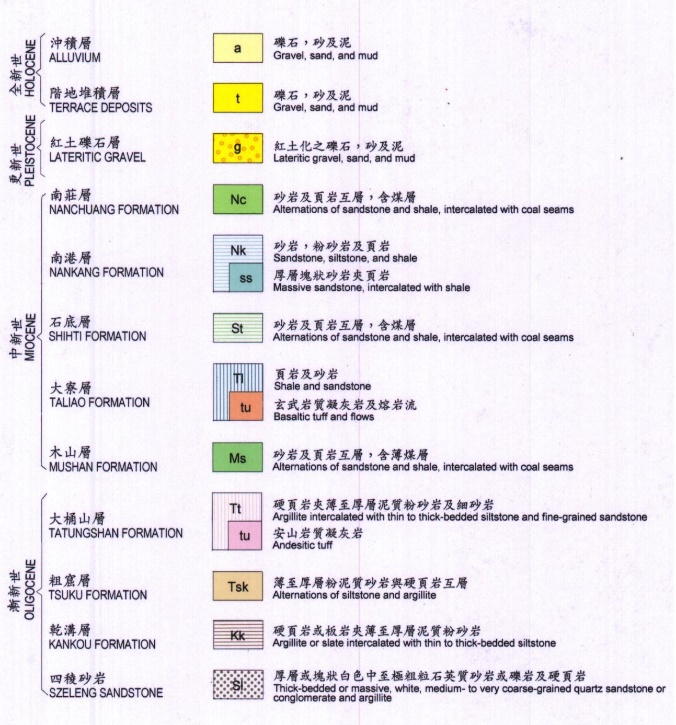 全新世
HOLOCENE
沖積層
ALLUVIUM
a
礫石，砂及泥
Gravel, sand, and mud
階地堆積層
TERRACE DEPOSITS
t
礫石，砂及泥
Gravel, sand, and mud
更新世
PLEISTOCENE
紅土礫石層
LATERITIC GRAVEL
g
紅土化之礫石，砂及泥
Lateritic gravel, sand, and mud
中新世
MIOCENE
南莊層
NANCHUANG FORMATION
Nc
砂岩及頁岩互層，含煤層
Alternations of sandstone and shale, intercalated with coal seams
南港層
NANKANG FORMATION
Nk
砂岩，粉砂岩及頁岩
Sandstone, siltstone, and shale
ss
厚層塊狀砂岩夾頁岩
Massive sandstone, intercalated with shale
石底層
SHIHTI FORMATION
St
砂岩及頁岩互層，含煤層
Alternations of sandstone and shale, intercalated with coal seams
大寮層
TALIAO FORMATION
Tl
頁岩及砂岩
Shale and sandstone
tu
玄武岩質凝灰岩及熔岩流
Basaltic tuff and flows
木山層
MUSHAN FORMATION
Ms
砂岩及頁岩互層，含薄煤層
Alternations of sandstone and shale, intercalated with coal seams
漸新世
OLIGOCENE
大桶山層
TATUNGSHAN FORMATION
Tt
硬頁岩夾薄至厚層泥質粉砂岩及細砂岩
Argillite intercalated with thin to thick-bedded siltstone and fine-grained sandstone
tu
安山岩質凝灰岩
Andesitic tuff
粗窟層
TSUKU FORMATION
Tsk
薄至厚層粉泥質砂岩與硬頁岩互層
Alternations of siltstone and argillite
乾溝層
KANKOU FORMATION
Kk
硬頁岩或板岩夾薄至厚層泥質粉砂岩
Argillite or slate intercalated with thin to thick-bedded siltstone
四稜砂岩
SZELENG SANDSTONE
Sl
厚層或塊狀白色中至極粗粒石英質砂岩或礫岩及硬頁岩
Thick-bedded or massive, white, medium- to very coarse-grained quartz sandstone or
conglomerate and argillite